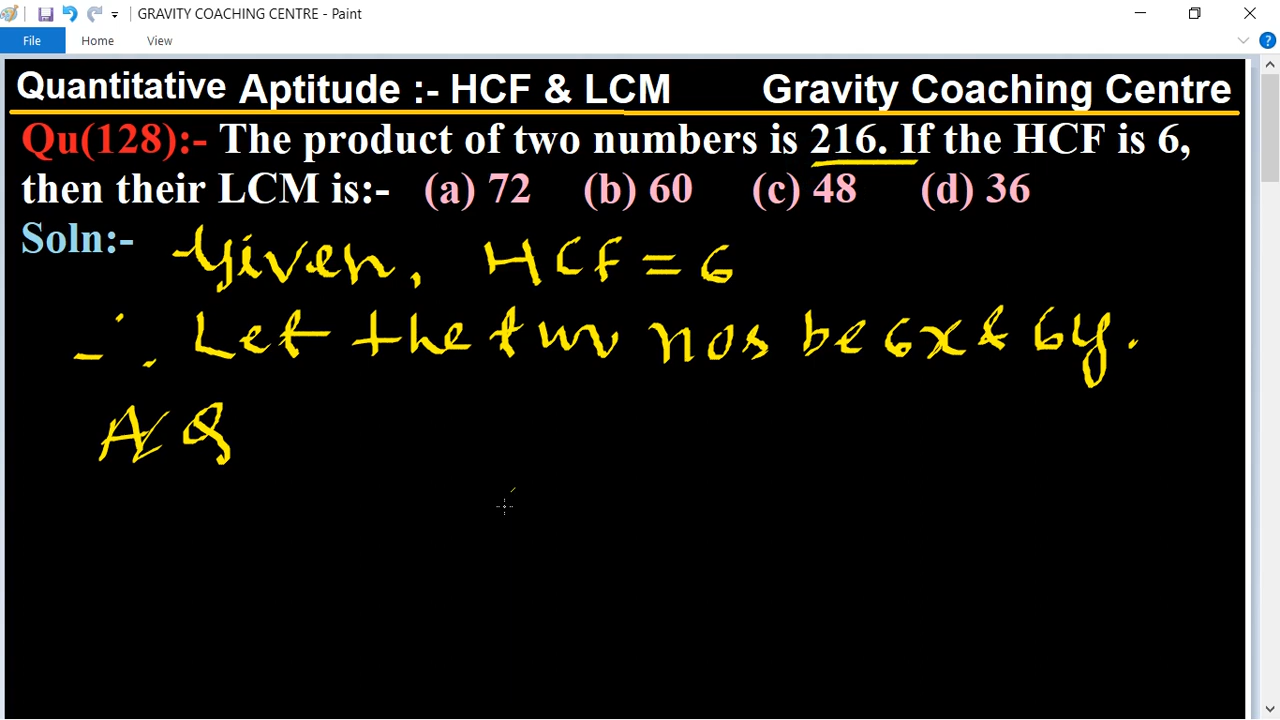 GRAVITY COACHING CENTRE - Paint
File Home View
Quantitative Aptitude :- HCF & LCM Gravity Coaching Centre
Qu(128):- The product of two numbers is 216. If the HCF is 6,
then their LCM is:- (a) 72 (b) 60 (c) 48 (d) 36
Soln:- Given, HCF = 6
∴ Let the two nos be 6x & 6y.
A/Q